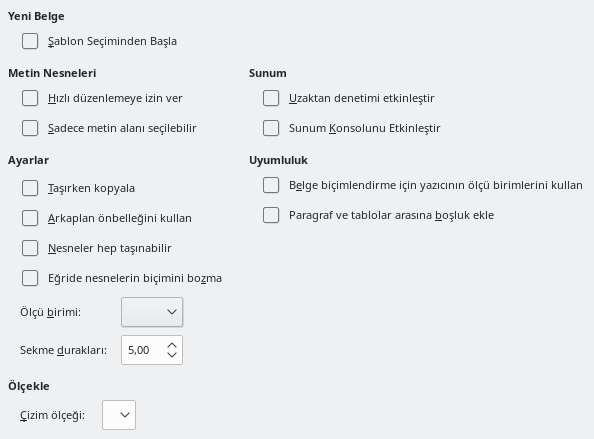 Yeni Belge
Şablon Seçiminden Başla
Metin Nesneleri
Hızlı düzenlemeye izin ver
Sadece metin alanı seçilebilir
Sunum
Uzaktan denetimi etkinleştir
Sunum Konsolunu Etkinleştir
Ayarlar
Taşırken kopyala
Arkaplan önbelleğini kullan
Nesneler hep taşınabilir
Eğride nesnelerin biçimini bozma
Ölçü birimi:
Sekme durakları: 5,00
Uyumluluk
Belge biçimlendirme için yazıcının ölçü birimlerini kullan
Paragraf ve tablolar arasına boşluk ekle
Ölçekle
Çizim ölçeği: